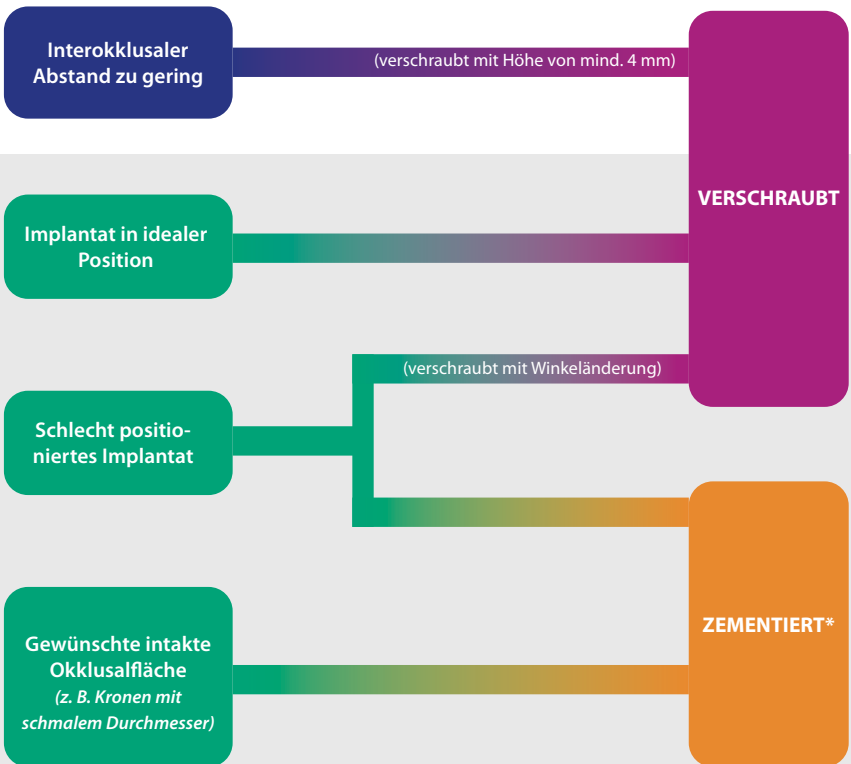 Interokklusaler
Abstand zu gering
(verschraubt mit Höhe von mind. 4 mm)
VERSCHRAUBT
Implantat in idealer
Position
(verschraubt mit Winkeländerung)
Schlecht positio-
niertes Implantat
ZEMENTIERT*
Gewünschte intakte
Okklusalfläche
(z. B. Kronen mit
schmalem Durchmesser)